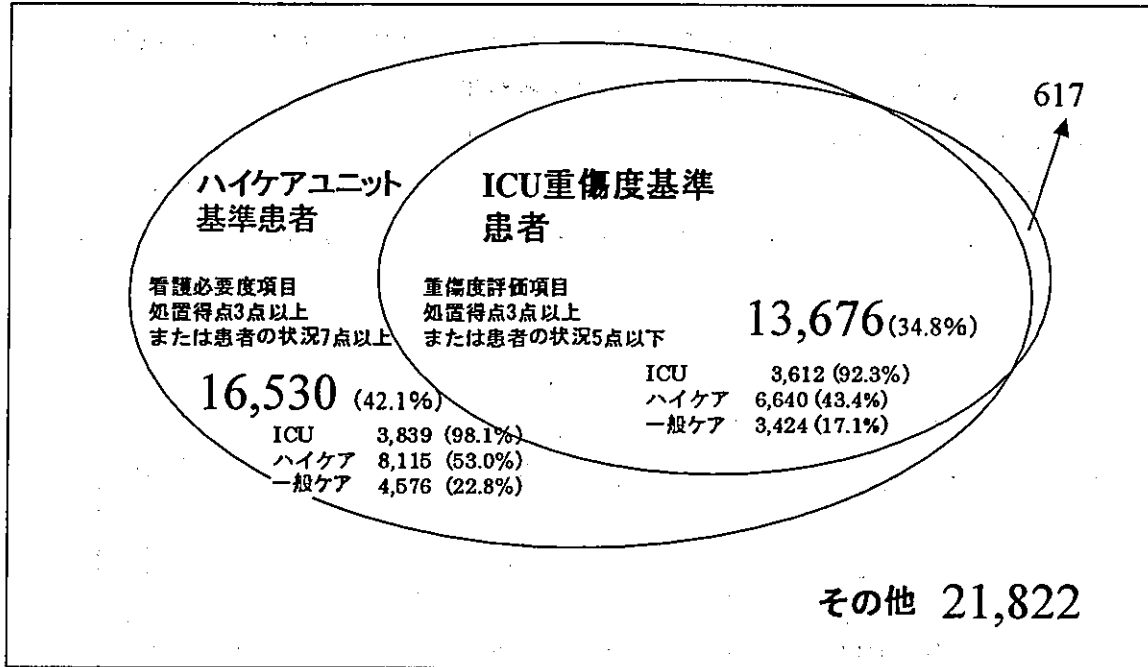 617
ハイケアユニット
基準患者
看護必要度項目
処置得点3点以上
または患者の状況7点以上
16,530 (42.1%)
ICU 3,839 (98.1%)
ハイケア 8,115 (53.0%)
一般ケア 4,576 (22.8%)
ICU重傷度基準
患者
重傷度評価項目
処置得点3点以上
または患者の状況5点以下
13,676(34.8%)
ICU 3,612 (92.3%)
ハイケア 6,640 (43.4%)
一般ケア 3,424 (17.1%)
その他 21,822